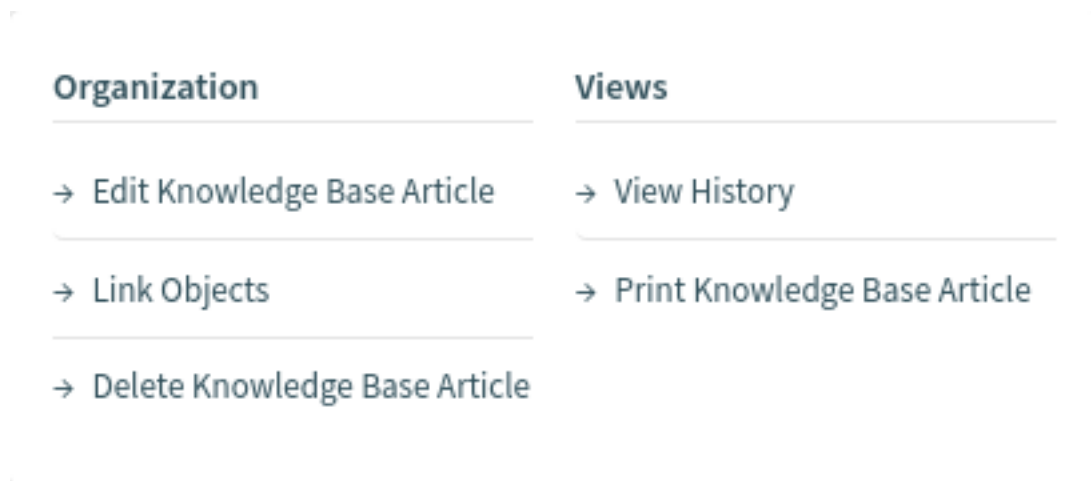 Organization
→ Edit Knowledge Base Article
→ Link Objects
→ Delete Knowledge Base Article
Views
→ View History
→ Print Knowledge Base Article